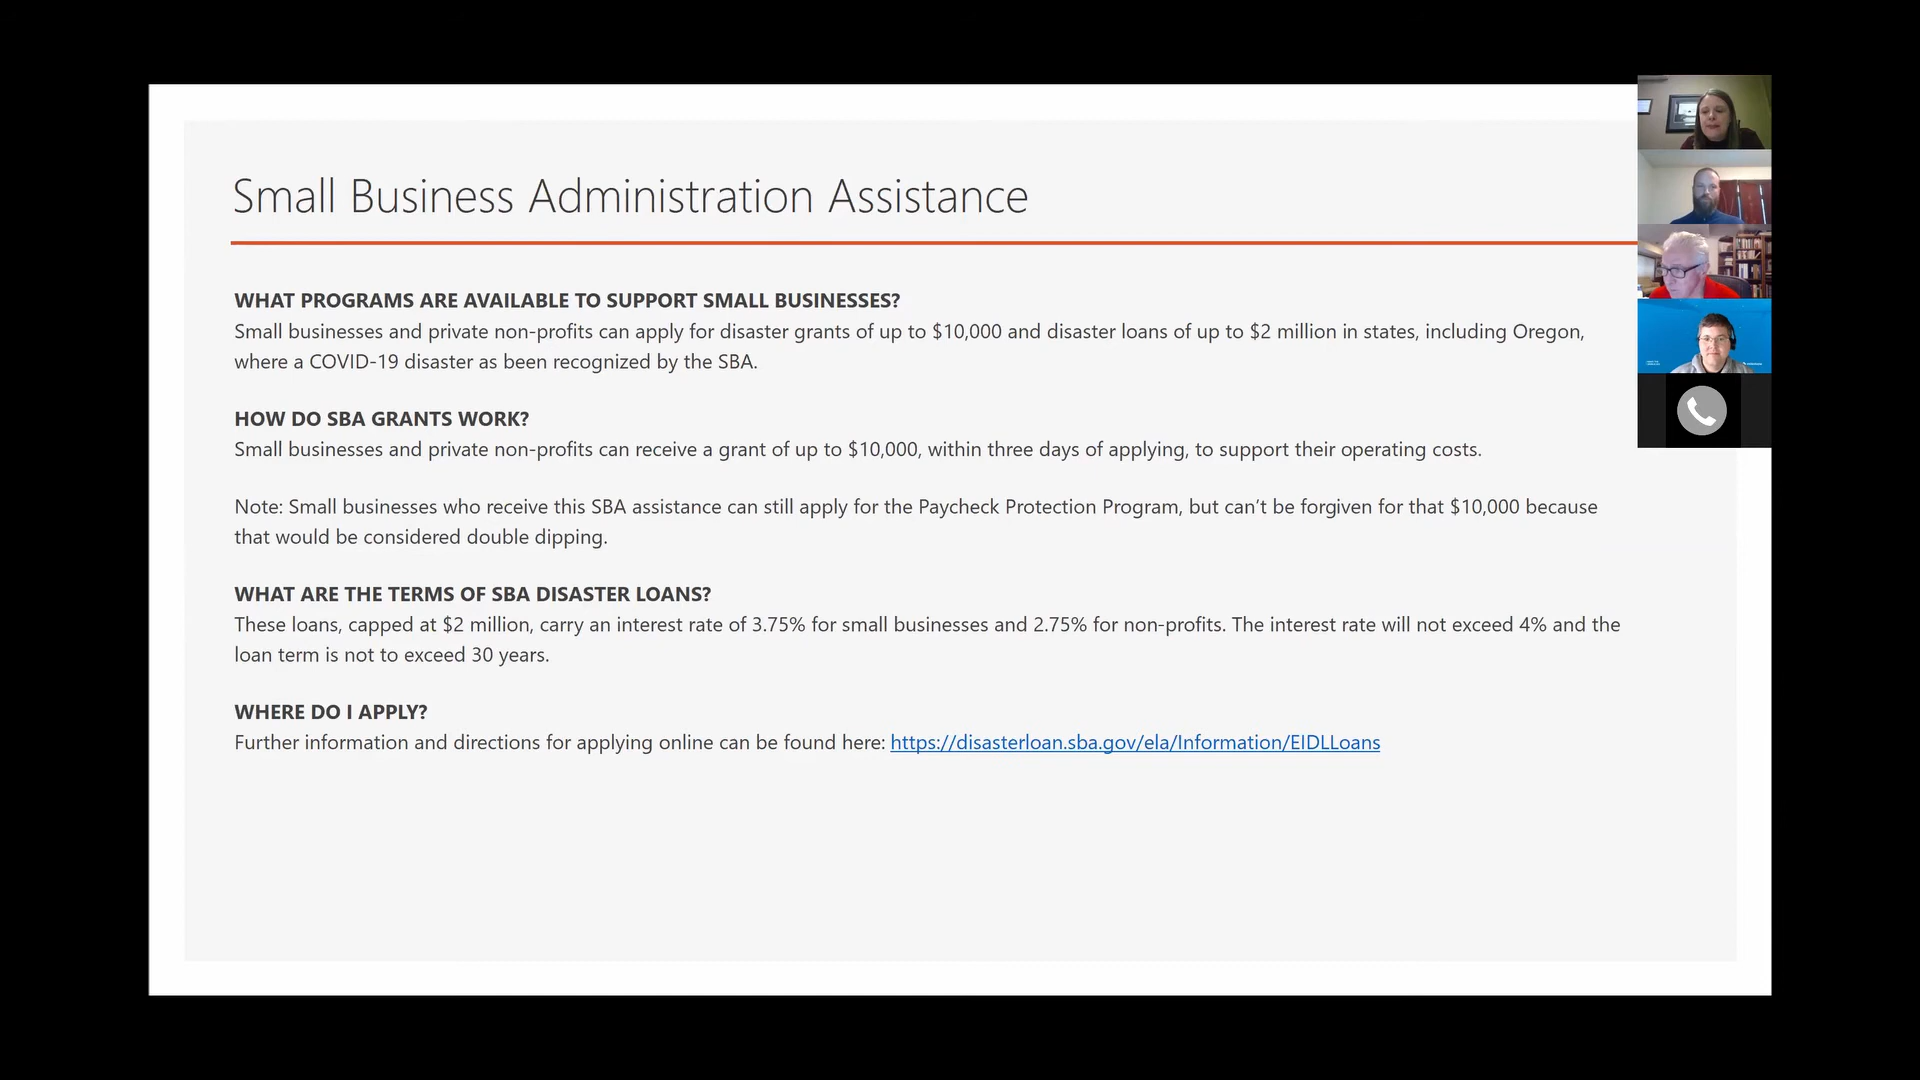 Small Business Administration Assistance
WHAT PROGRAMS ARE AVAILABLE TO SUPPORT SMALL BUSINESSES?
Small businesses and private non-profits can apply for disaster grants of up to $10,000 and disaster loans of up to $2 million in states, including Oregon,
where a COVID-19 disaster as been recognized by the SBA.
HOW DO SBA GRANTS WORK?
Small businesses and private non-profits can receive a grant of up to $10,000, within three days of applying, to support their operating costs.
Note: Small businesses who receive this SBA assistance can still apply for the Paycheck Protection Program, but can’t be forgiven for that $10,000 because
that would be considered double dipping.
WHAT ARE THE TERMS OF SBA DISASTER LOANS?
These loans, capped at $2 million, carry an interest rate of 3.75% for small businesses and 2.75% for non-profits. The interest rate will not exceed 4% and the
loan term is not to exceed 30 years.
WHERE DO I APPLY?
Further information and directions for applying online can be found here: https://disasterloan.sba.gov/ela/Information/EIDLLoans